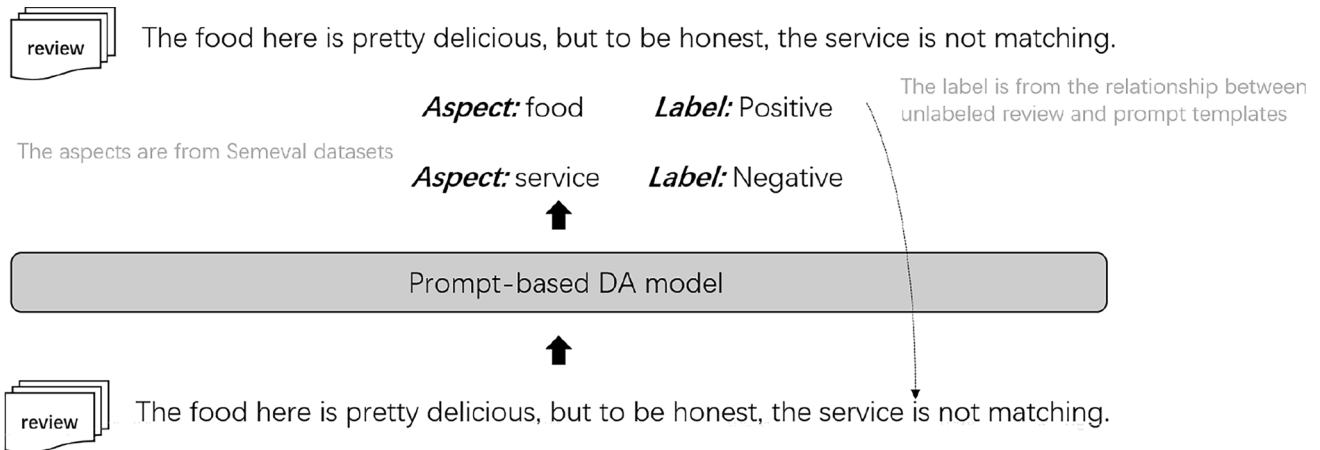 review
The food here is pretty delicious, but to be honest, the service is not matching.
Aspect: food Label: Positive
The label is from the relationship between
unlabeled review and prompt templates
The aspects are from Semeval datasets
Aspect: service Label: Negative
Prompt-based DA model
review
The food here is pretty delicious, but to be honest, the service is not matching.